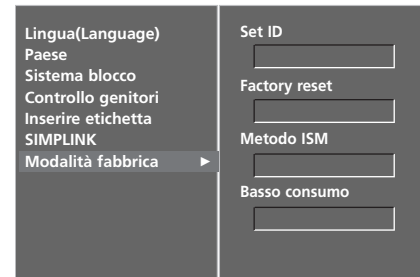 Lingua(Language)
Paese
Sistema blocco
Controllo genitori
Inserire etichetta
SIMPLINK
Modalità fabbrica ►
Set ID
Factory reset
Metodo ISM
Basso consumo